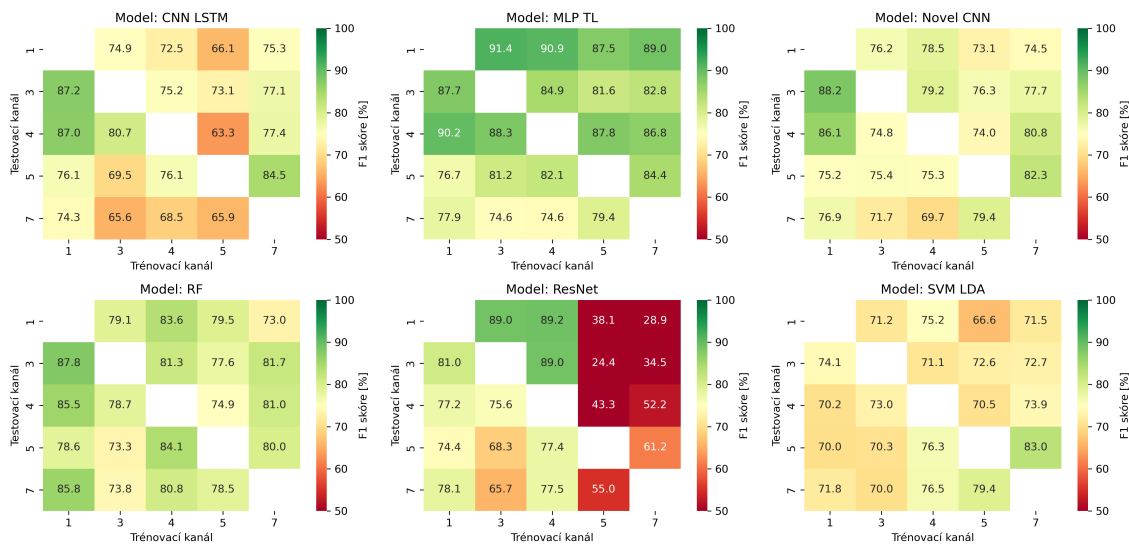 Model: CNN LSTM
1 74.9 72.5 66.1 75.3
3 87.2 75.2 73.1 77.1
4 87.0 80.7 63.3 77.4
5 76.1 69.5 76.1 84.5
7 74.3 65.6 68.5 65.9
1 3 4 5 7
Trénovací kanál
Testovací kanál
100
90
80
70
60
50
F1 skóre [%]
Model: MLP TL
91.4 90.9 87.5 89.0
3 87.7 84.9 81.6 82.8
4 90.2 88.3 87.8 86.8
5 76.7 81.2 82.1 84.4
7 77.9 74.6 74.6 79.4
1 3 4 5 7
Trénovací kanál
Testovací kanál
100
90
80
70
60
50
F1 skóre [%]
Model: Novel CNN
1 76.2 78.5 73.1 74.5
3 88.2 79.2 76.3 77.7
4 86.1 74.8 74.0 80.8
5 75.2 75.4 75.3 82.3
7 76.9 71.7 69.7 79.4
1 3 4 5 7
Trénovací kanál
Testovací kanál
100
90
80
70
60
50
F1 skóre [%]
Model: RF
1 79.1 83.6 79.5 73.0
3 87.8 81.3 77.6 81.7
4 85.5 78.7 74.9 81.0
5 78.6 73.3 84.1 80.0
7 85.8 73.8 80.8 78.5
1 3 4 5 7
Trénovací kanál
Testovací kanál
100
90
80
70
60
50
F1 skóre [%]
Model: ResNet
1 89.0 89.2 38.1 28.9
3 81.0 89.0 24.4 34.5
4 77.2 75.6 43.3 52.2
5 74.4 68.3 77.4 61.2
7 78.1 65.7 77.5 55.0
1 3 4 5 7
Trénovací kanál
Testovací kanál
100
90
80
70
60
50
F1 skóre [%]
Model: SVM LDA
1 71.2 75.2 66.6 71.5
3 74.1 71.1 72.6 72.7
4 70.2 73.0 70.5 73.9
5 70.0 70.3 76.3 83.0
7 71.8 70.0 76.5 79.4
1 3 4 5 7
Trénovací kanál
Testovací kanál
100
90
80
70
60
50
F1 skóre [%]